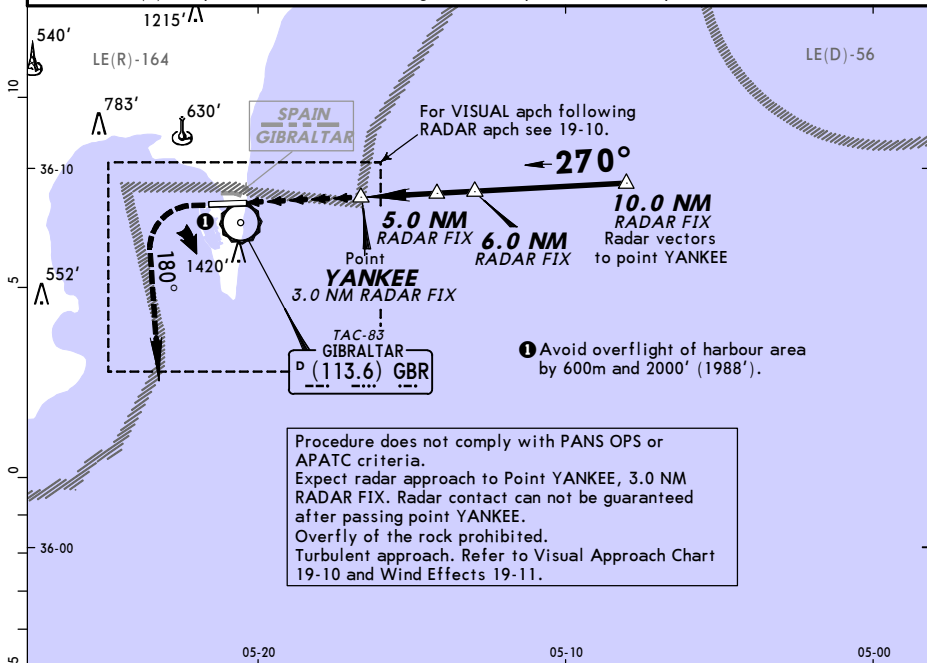 1215'
540'
LE(R)-164
LE(D)-56
10
783'
630'
SPAIN
GIBRALTAR
For VISUAL apch following
RADAR apch see 19-10.
36-10
270°
5.0 NM
RADAR FIX
6.0 NM
RADAR FIX
10.0 NM
RADAR FIX
Radar vectors
to point YANKEE
1
Point
YANKEE
3.0 NM RADAR FIX
1420'
180°
552'
5
TAC-83
GIBRALTAR
D (113.6) GBR
1 Avoid overflight of harbour area
by 600m and 2000' (1988').
Procedure does not comply with PANS OPS or
APATC criteria.
Expect radar approach to Point YANKEE, 3.0 NM
RADAR FIX. Radar contact can not be guaranteed
after passing point YANKEE.
Overfly of the rock prohibited.
Turbulent approach. Refer to Visual Approach Chart
19-10 and Wind Effects 19-11.
0
36-00
5
05-20
05-10
05-00